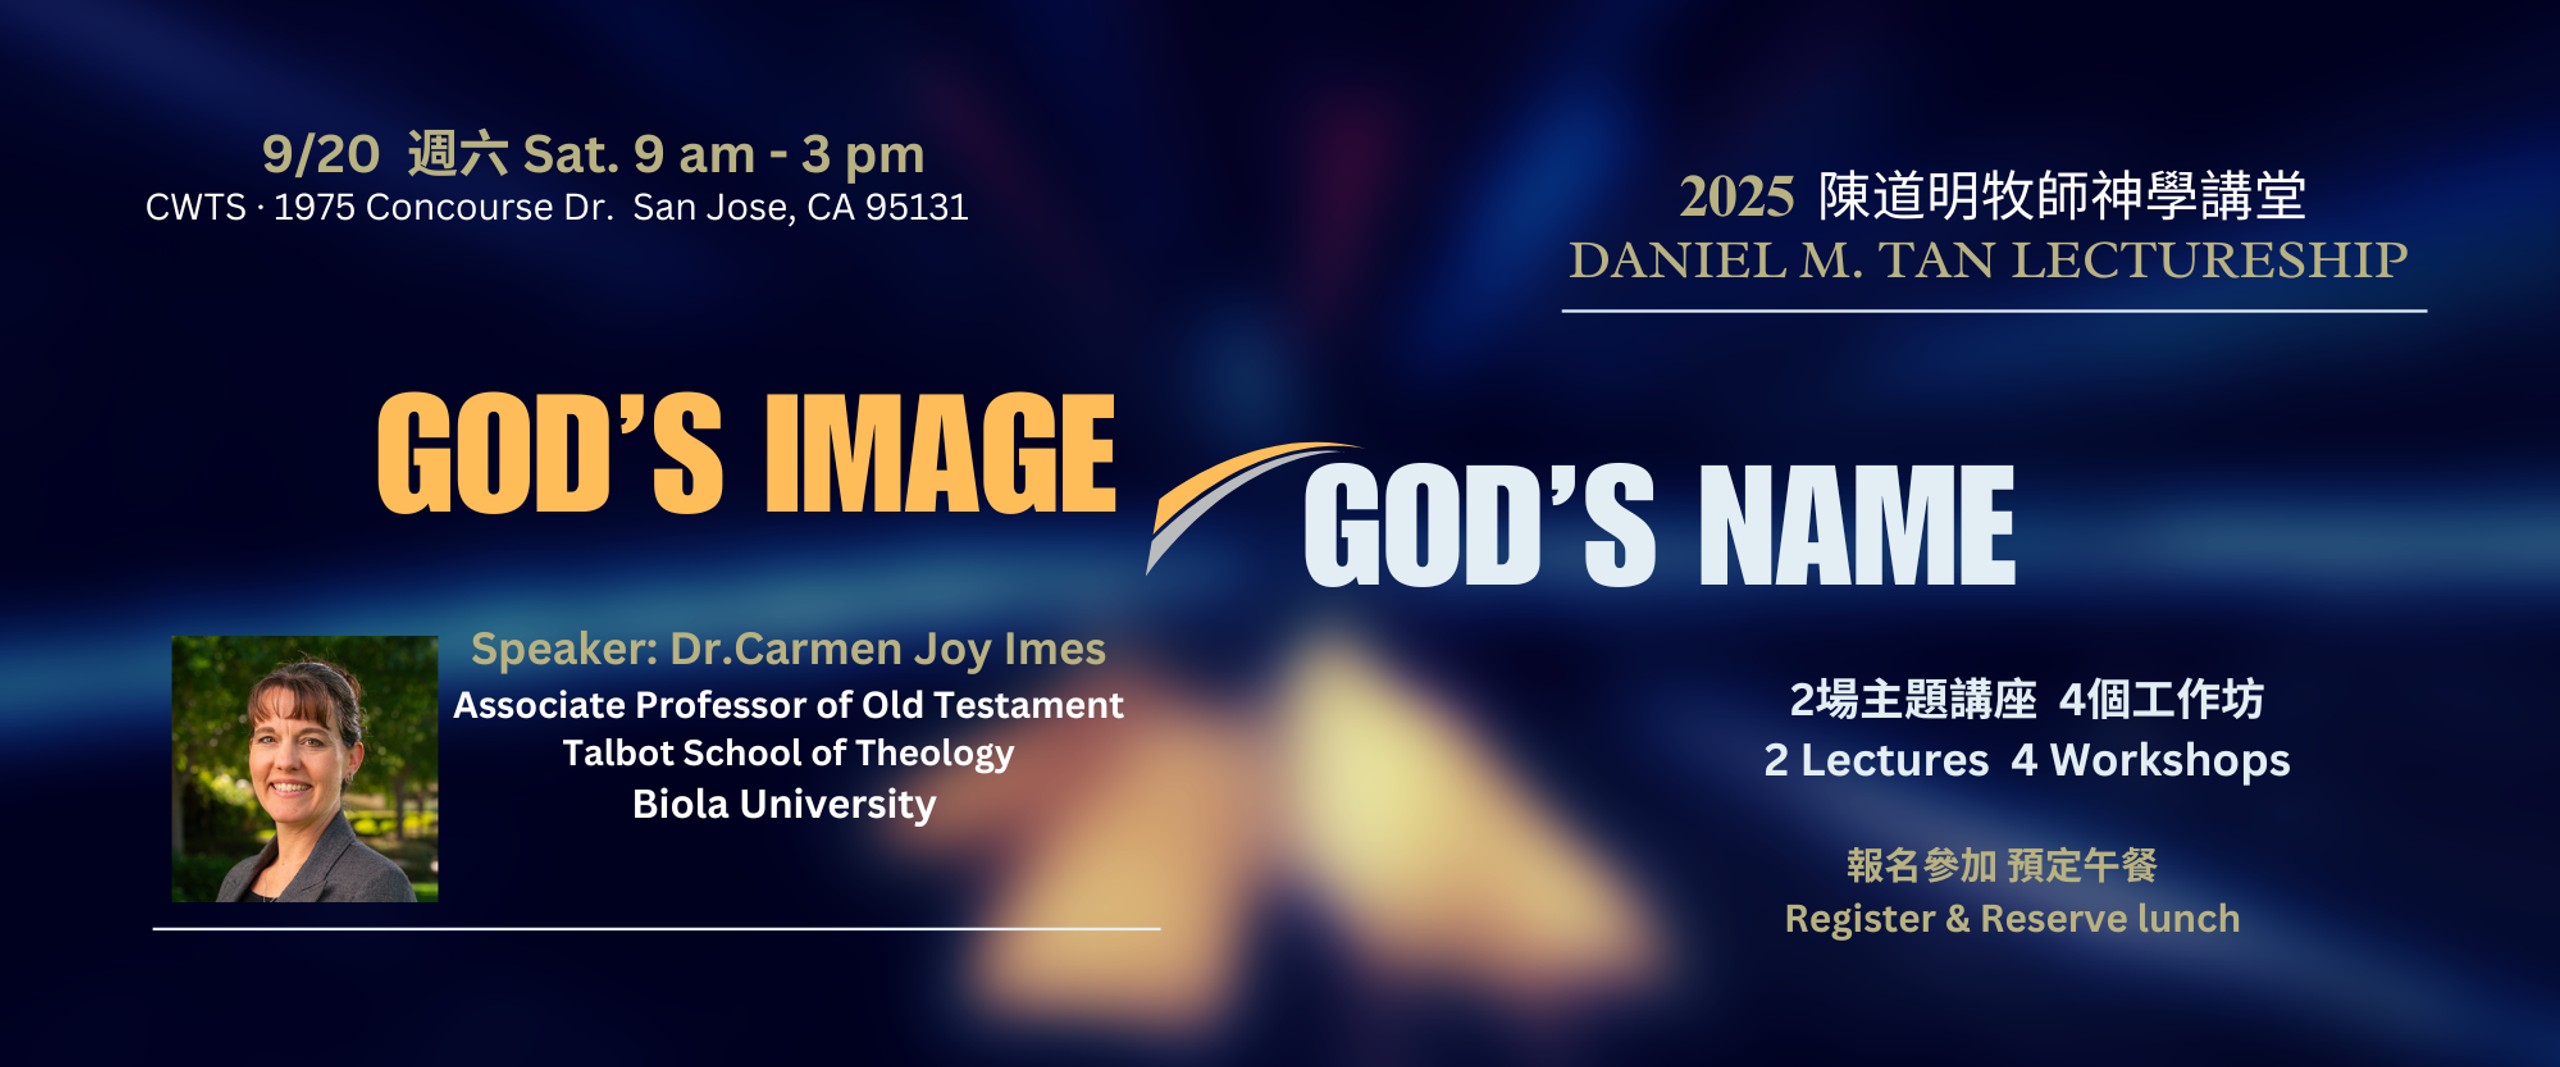 9/20 週六 Sat. 9 am - 3 pm
CWTS · 1975 Concourse Dr. San Jose, CA 95131
2025 陳道明牧師神學講堂
DANIEL M. TAN LECTURESHIP
GOD’S IMAGE
GOD’S NAME
Speaker: Dr.Carmen Joy Imes
Associate Professor of Old Testament
Talbot School of Theology
Biola University
2場主題講座 4個工作坊
2 Lectures 4 Workshops
報名參加 預定午餐
Register & Reserve lunch